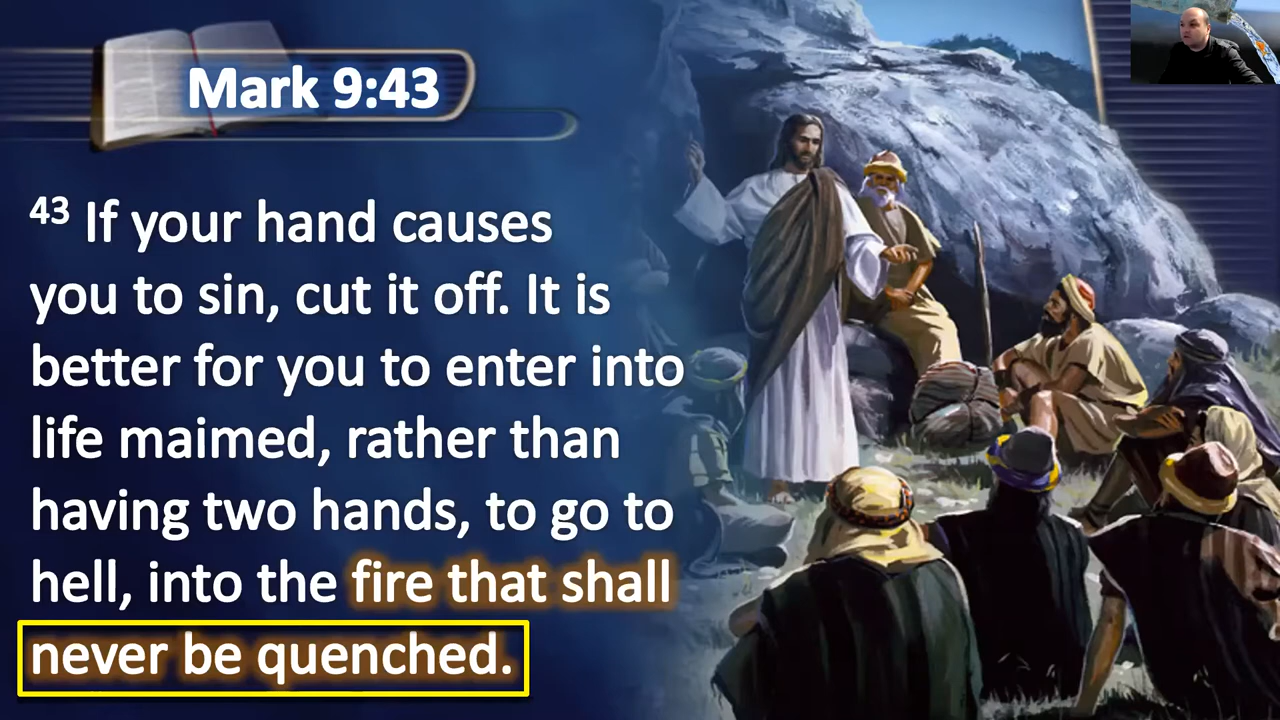 Mark 9:43
43 If your hand causes
you to sin, cut it off. It is
better for you to enter into
life maimed, rather than
having two hands, to go to
hell, into the fire that shall
never be quenched.